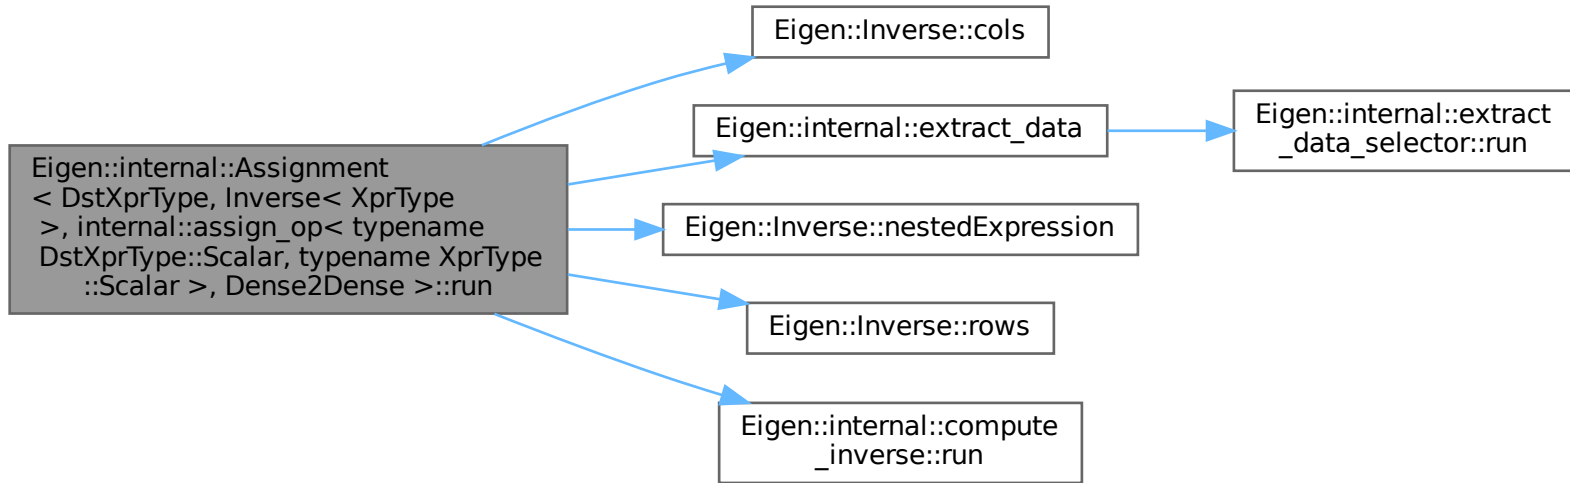 Eigen::internal::Assignment
< DstXprType, Inverse< XprType
>, internal::assign_op< typename
DstXprType::Scalar, typename XprType
::Scalar >, Dense2Dense >::run
Eigen::Inverse::cols
Eigen::internal::extract_data
Eigen::internal::extract
_data_selector::run
Eigen::Inverse::nestedExpression
Eigen::Inverse::rows
Eigen::internal::compute
_inverse::run